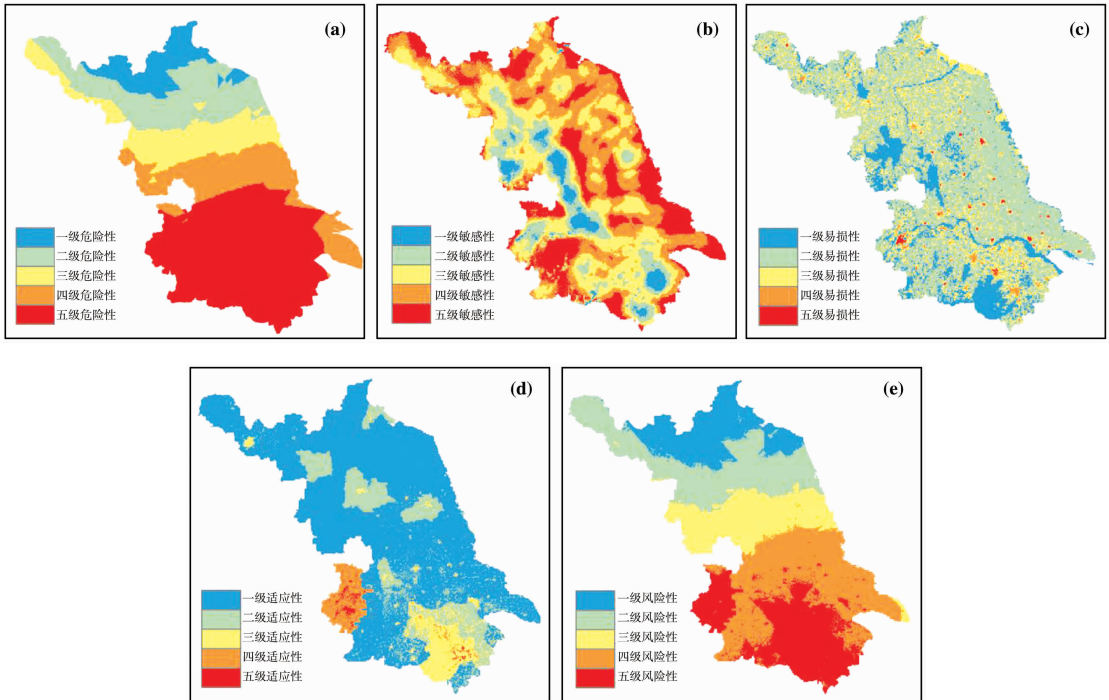 (a)
一级危险性
二级危险性
三级危险性
四级危险性
五级危险性
(b)
一级敏感性
二级敏感性
三级敏感性
四级敏感性
五级敏感性
(c)
一级易损性
二级易损性
三级易损性
四级易损性
五级易损性
(d)
一级适应性
二级适应性
三级适应性
四级适应性
五级适应性
(e)
一级风险性
二级风险性
三级风险性
四级风险性
五级风险性